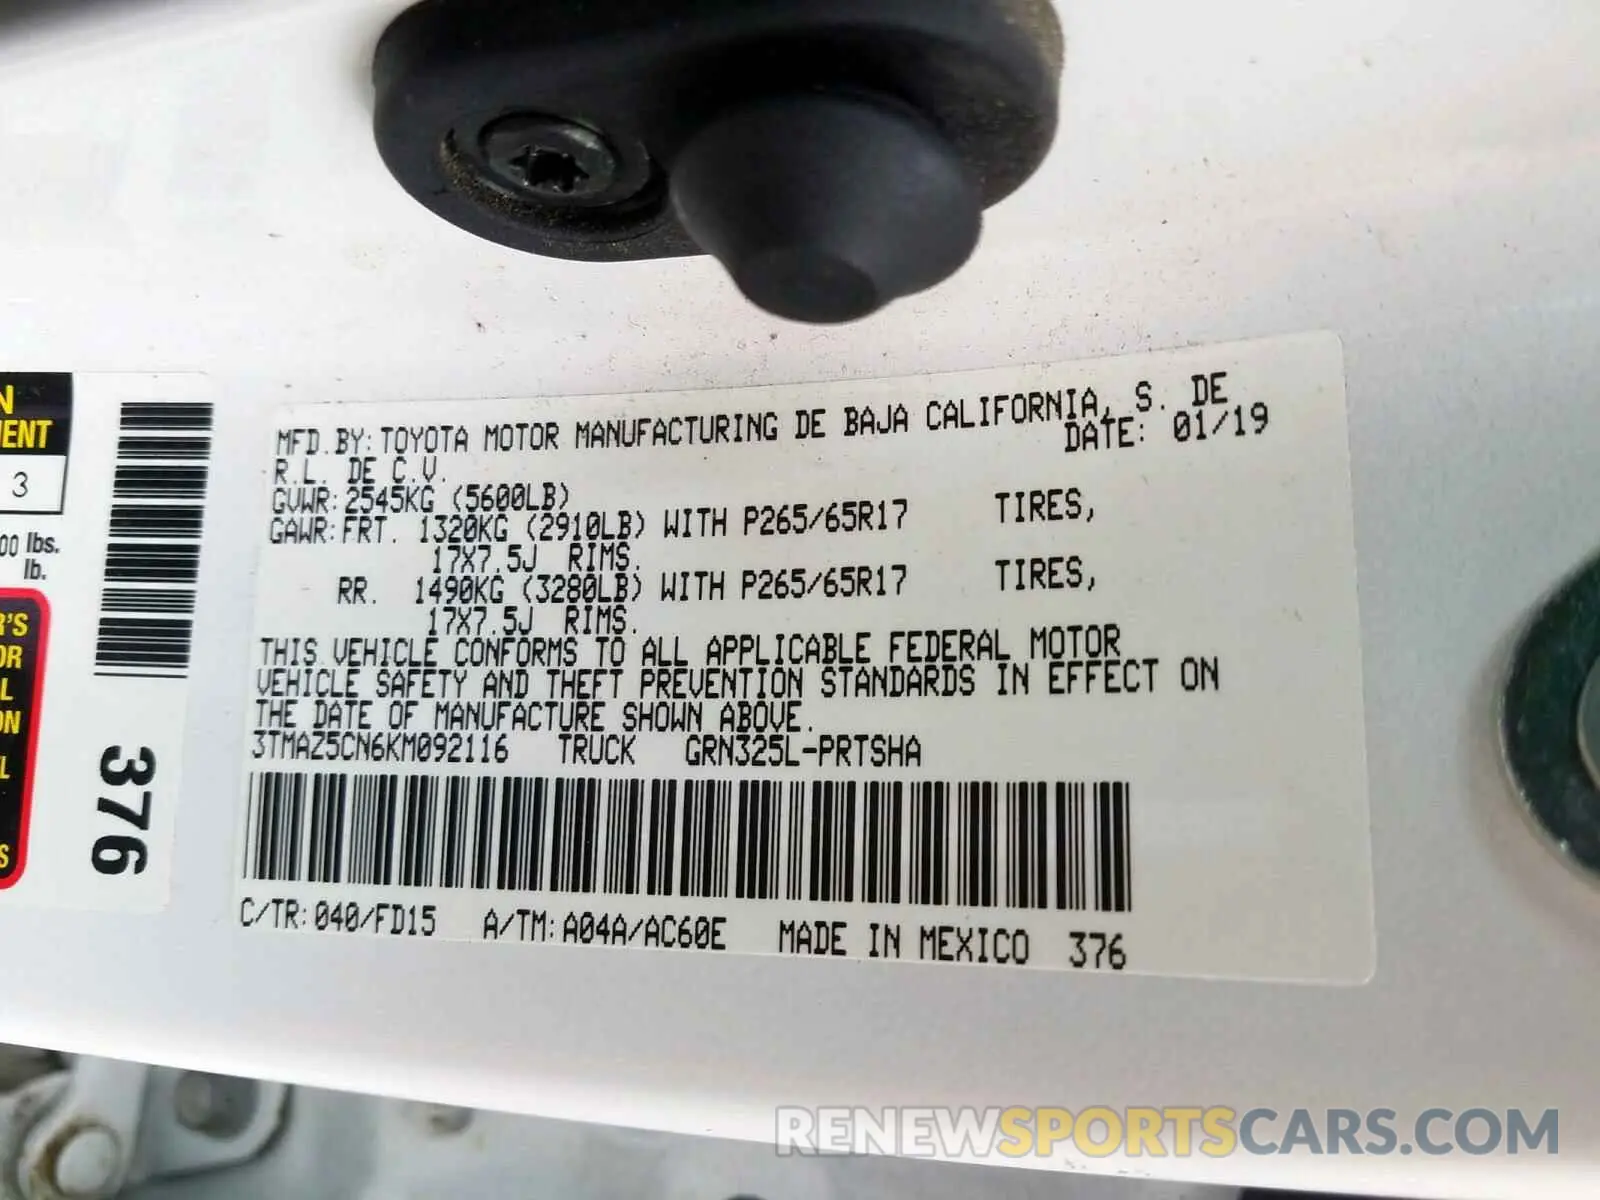 MFD.BY:TOYOTA MOTOR MANUFACTURING DE BAJA CALIFORNIA, S. DE
R.L. DE C.V.
DATE: 01/19
GVWR:2545KG (5600LB)
GAWR:FRT. 1320KG (2910LB) WITH P265/65R17 TIRES,
17X7.5J RIMS.
RR. 1490KG (3280LB) WITH P265/65R17 TIRES,
17X7.5J RIMS.
THIS VEHICLE CONFORMS TO ALL APPLICABLE FEDERAL MOTOR
VEHICLE SAFETY AND THEFT PREVENTION STANDARDS IN EFFECT ON
THE DATE OF MANUFACTURE SHOWN ABOVE.
3TMAZ5CN6KM092116 TRUCK GRN325L-PRTSHA
C/TR:040/FD15 A/TM:A04A/AC60E MADE IN MEXICO 376
376
3
lbs.
lb.
RENEWSPORTSCARS.COM